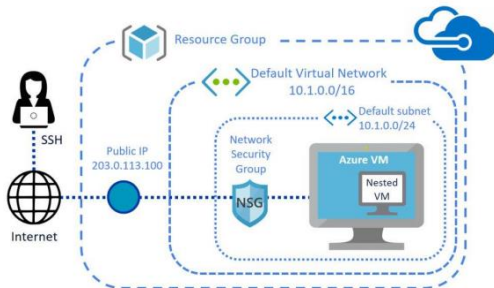 Resource Group
Default Virtual Network
10.1.0.0/16
Default subnet
10.1.0.0/24
SSH
Public IP
203.0.113.100
Network
Security
Group
NSG
Azure VM
Nested
VM
Internet